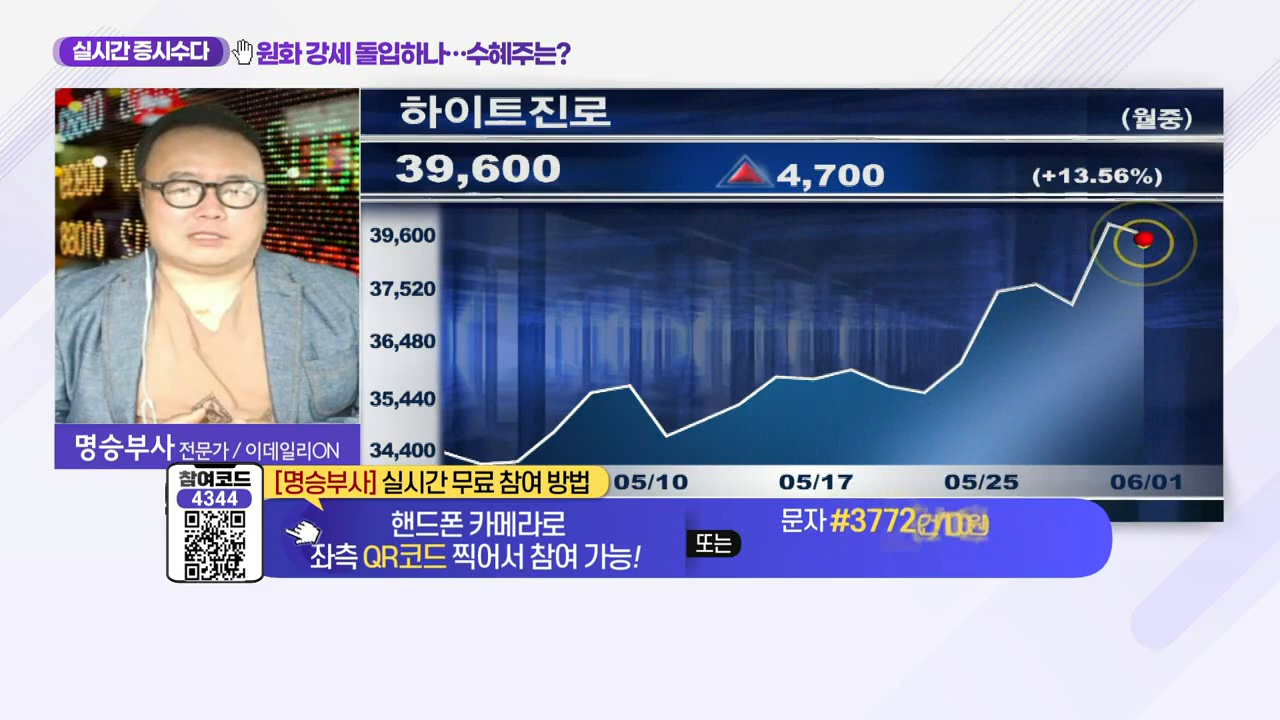 실시간 증시수다 원화 강세 돌입하나…수혜주는?
하이트진로 (월중)
39,600 ▲ 4,700 (+13.56%)
39,600
37,520
36,480
35,440
34,400
05/10 05/17 05/25 06/01
명승부사 전문가 / 이데일리ON
참여코드
4344
[명승부사] 실시간 무료 참여 방법
핸드폰 카메라로
좌측 QR코드 찍어서 참여 가능!
또는
문자 #3772